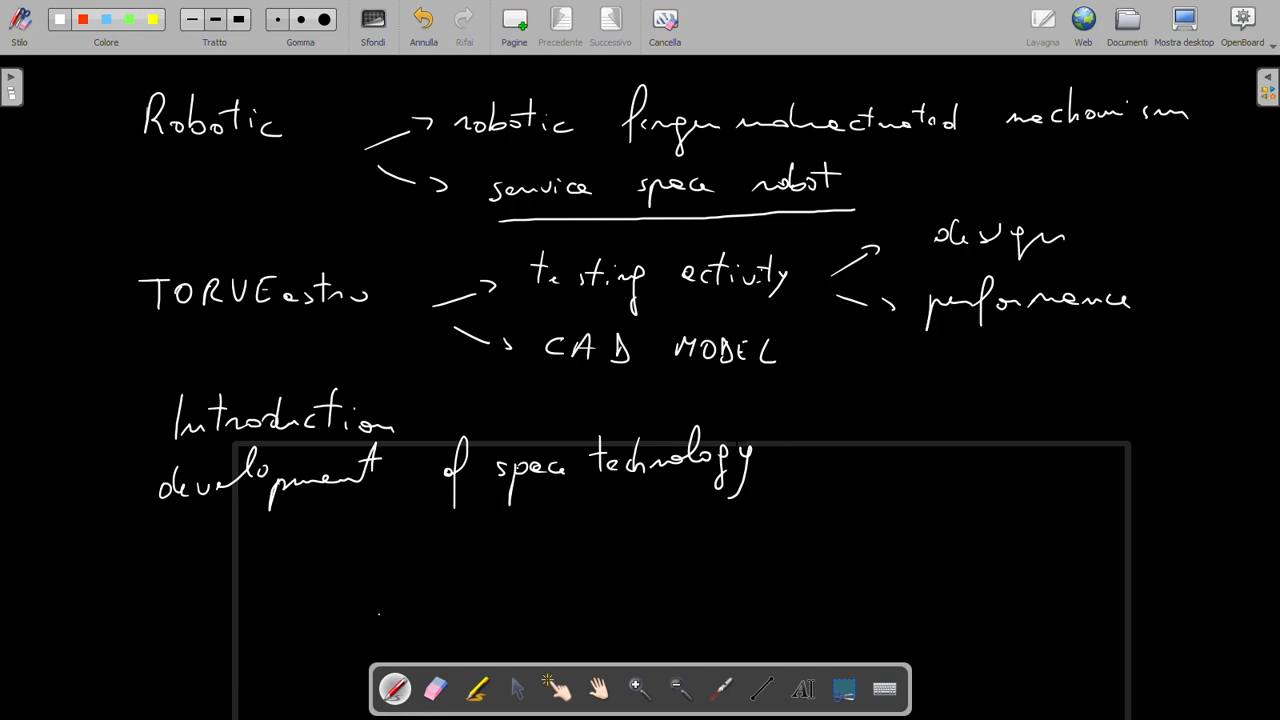 Stilo Colore Tratto Gomma Sfondi Annulla Rifai Pagine Precedente Successivo Cancella Lavagna Web Documenti Mostra desktop OpenBoard
Robotic → robotic finger underactuated mechanism
→ service space robot
TORVEastro → testing activity → design
→ performance
→ CAD MODEL
Introduction
development of space technology